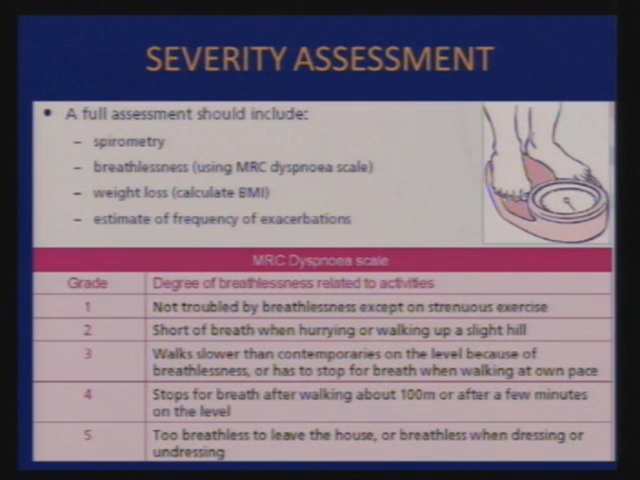 SEVERITY ASSESSMENT
• A full assessment should include:
– spirometry
– breathlessness (using MRC dyspnoea scale)
– weight loss (calculate BMI)
– estimate of frequency of exacerbations
MRC Dyspnoea scale
Grade Degree of breathlessness related to activities
1 Not troubled by breathlessness except on strenuous exercise
2 Short of breath when hurrying or walking up a slight hill
3 Walks slower than contemporaries on the level because of
breathlessness, or has to stop for breath when walking at own pace
4 Stops for breath after walking about 100m or after a few minutes
on the level
5 Too breathless to leave the house, or breathless when dressing or
undressing